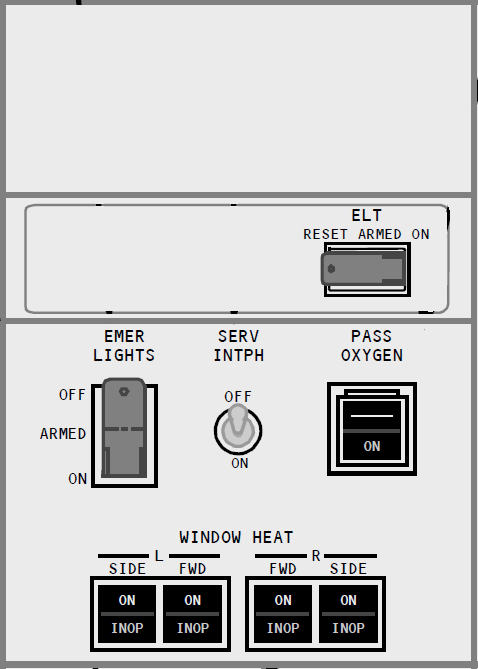 ELT
RESET ARMED ON
EMER LIGHTS
SERV INTPH
PASS OXYGEN
OFF
ARMED
ON
OFF
ON
ON
WINDOW HEAT
L
R
SIDE FWD FWD SIDE
ON ON ON ON
INOP INOP INOP INOP